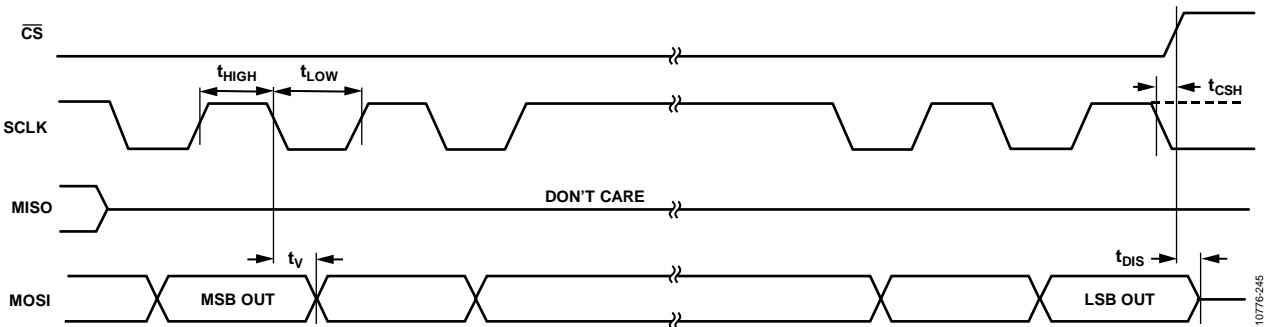 CS
tHIGH
tLOW
tCSH
SCLK
MISO
DON'T CARE
tV
tDIS
MOSI
MSB OUT
LSB OUT
10776-245